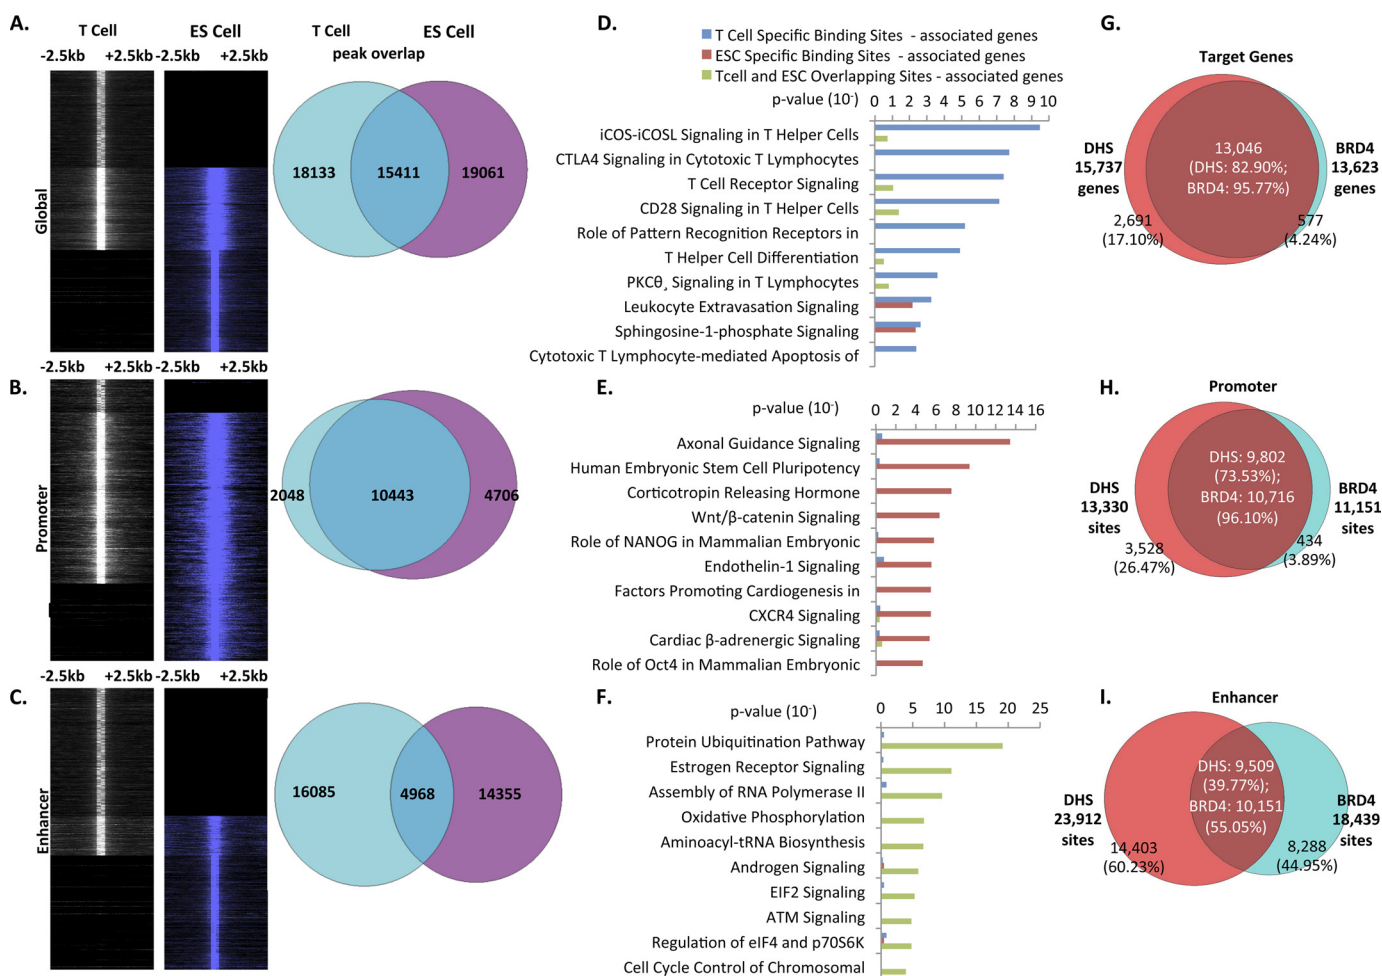 A.
T Cell
ES Cell
-2.5kb +2.5kb -2.5kb +2.5kb
Global
T Cell
ES Cell
peak overlap
18133
15411
19061
B.
-2.5kb +2.5kb -2.5kb +2.5kb
Promoter
2048
10443
4706
C.
-2.5kb +2.5kb -2.5kb +2.5kb
Enhancer
16085
4968
14355
D.
T Cell Specific Binding Sites - associated genes
ESC Specific Binding Sites - associated genes
Tcell and ESC Overlapping Sites - associated genes
p-value (10⁻) 0 1 2 3 4 5 6 7 8 9 10
iCOS-iCOSL Signaling in T Helper Cells
CTLA4 Signaling in Cytotoxic T Lymphocytes
T Cell Receptor Signaling
CD28 Signaling in T Helper Cells
Role of Pattern Recognition Receptors in
T Helper Cell Differentiation
PKCθ¸ Signaling in T Lymphocytes
Leukocyte Extravasation Signaling
Sphingosine-1-phosphate Signaling
Cytotoxic T Lymphocyte-mediated Apoptosis of
E.
p-value (10⁻) 0 2 4 6 8 10 12 14 16
Axonal Guidance Signaling
Human Embryonic Stem Cell Pluripotency
Corticotropin Releasing Hormone
Wnt/β-catenin Signaling
Role of NANOG in Mammalian Embryonic
Endothelin-1 Signaling
Factors Promoting Cardiogenesis in
CXCR4 Signaling
Cardiac β-adrenergic Signaling
Role of Oct4 in Mammalian Embryonic
F.
p-value (10⁻) 0 5 10 15 20 25
Protein Ubiquitination Pathway
Estrogen Receptor Signaling
Assembly of RNA Polymerase II
Oxidative Phosphorylation
Aminoacyl-tRNA Biosynthesis
Androgen Signaling
EIF2 Signaling
ATM Signaling
Regulation of eIF4 and p70S6K
Cell Cycle Control of Chromosomal
G.
Target Genes
DHS
15,737
genes
13,046
(DHS: 82.90%;
BRD4: 95.77%)
BRD4
13,623
genes
2,691
(17.10%)
577
(4.24%)
H.
Promoter
DHS
13,330
sites
DHS: 9,802
(73.53%);
BRD4: 10,716
(96.10%)
BRD4
11,151
sites
3,528
(26.47%)
434
(3.89%)
I.
Enhancer
DHS
23,912
sites
DHS: 9,509
(39.77%);
BRD4: 10,151
(55.05%)
BRD4
18,439
sites
14,403
(60.23%)
8,288
(44.95%)